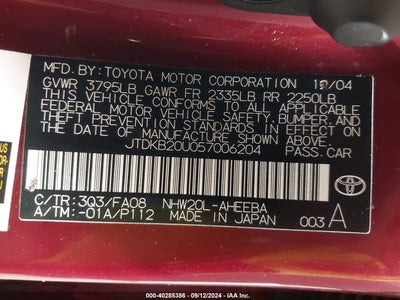 MFD. BY: TOYOTA MOTOR CORPORATION 12/04
GVWR 3795LB GAWR FR 2335LB RR 2250LB
THIS VEHICLE CONFORMS TO ALL APPLICABLE
FEDERAL MOTOR VEHICLE SAFETY, BUMPER, AND
THEFT PREVENTION STANDARDS IN EFFECT ON
THE DATE OF MANUFACTURE SHOWN ABOVE.
JTDKB20U057006204 PASS.CAR
C/TR: 3Q3/FA08 NHW20L-AHEEBA
A/TM: -01A/P112 MADE IN JAPAN
003 A
TOYOTA
000-40285386 - 09/12/2024 - IAA, Inc.